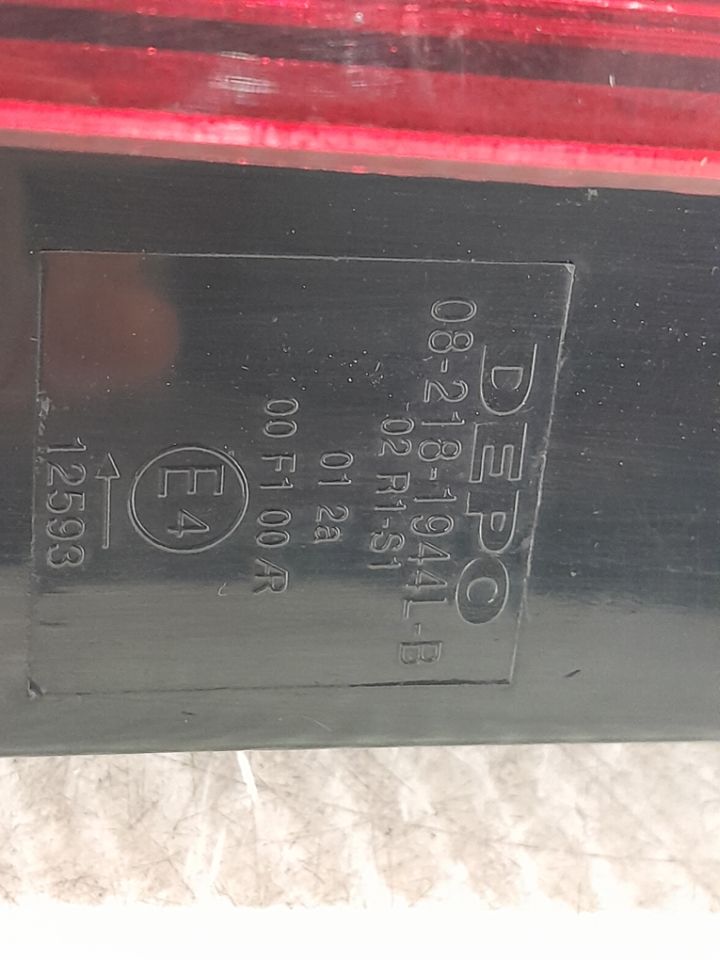 DEPO
08-218-1944L-B
02 R1-S1
01 2a
00 F1 00 AR
E4
→
12593